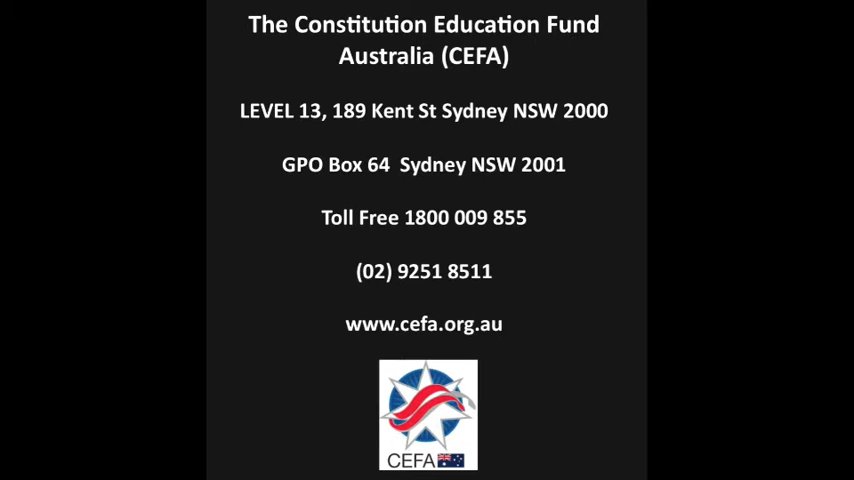 The Constitution Education Fund
Australia (CEFA)
LEVEL 13, 189 Kent St Sydney NSW 2000
GPO Box 64 Sydney NSW 2001
Toll Free 1800 009 855
(02) 9251 8511
www.cefa.org.au
CEFA